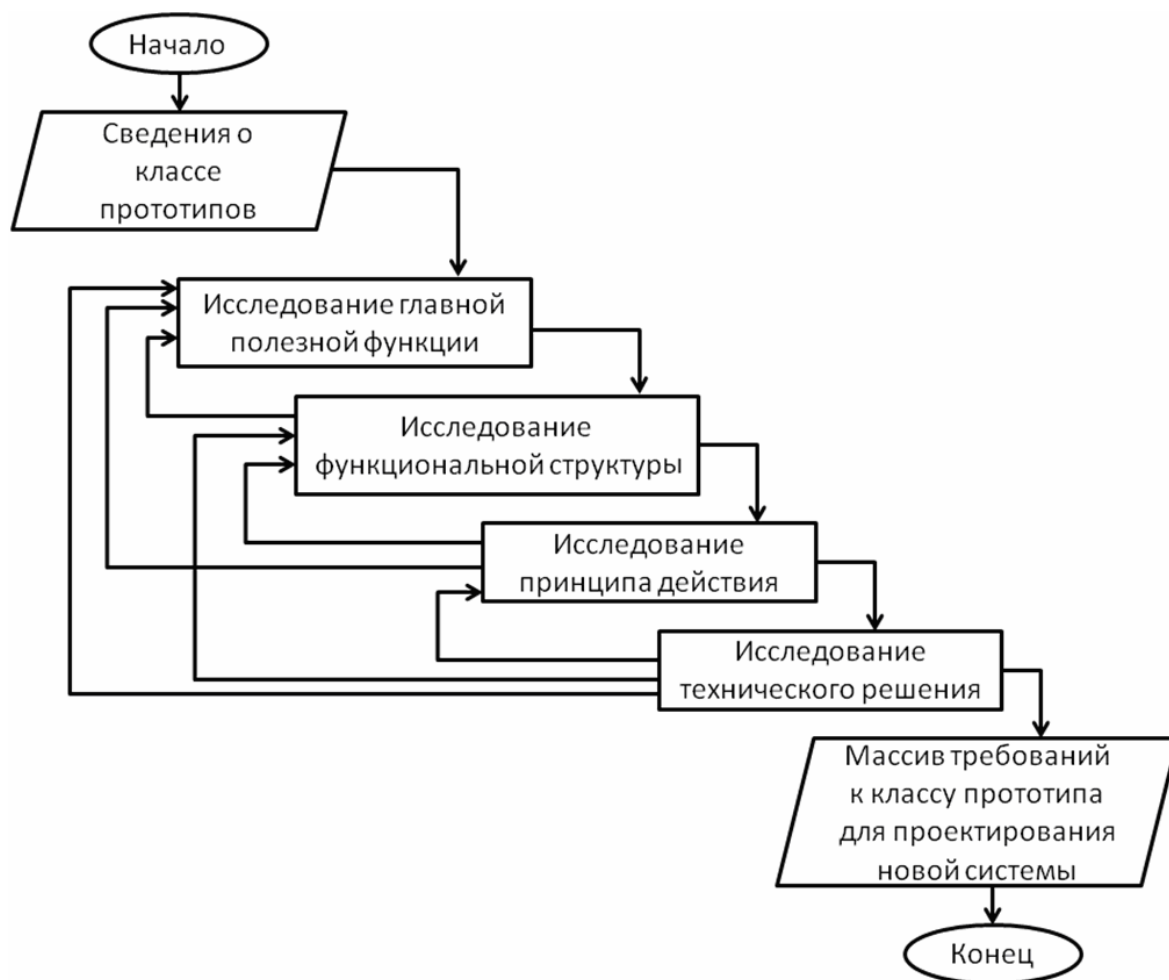 Начало
Сведения о
классе
прототипов
Исследование главной
полезной функции
Исследование
функциональной структуры
Исследование
принципа действия
Исследование
технического решения
Массив требований
к классу прототипа
для проектирования
новой системы
Конец